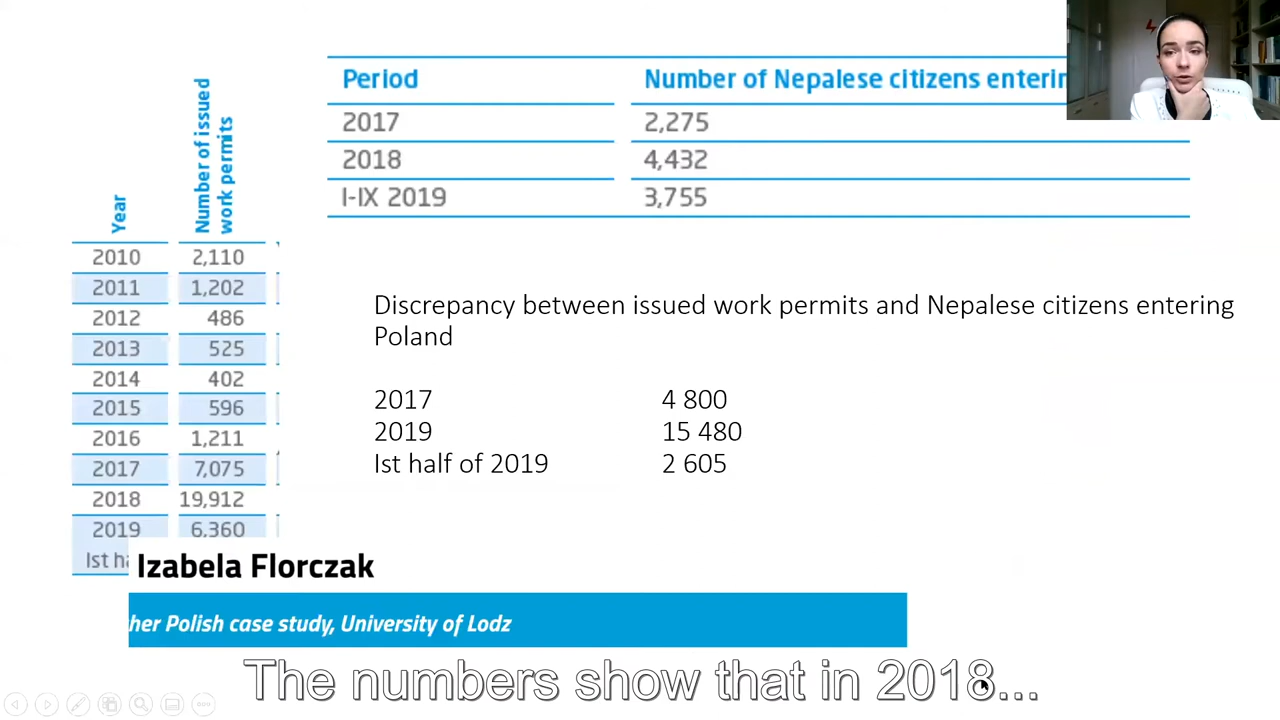 Number of issued
work permits
Year
2010 2,110
2011 1,202
2012 486
2013 525
2014 402
2015 596
2016 1,211
2017 7,075
2018 19,912
2019 6,360
Ist
Period Number of Nepalese citizens
2017 2,275
2018 4,432
I-IX 2019 3,755
Discrepancy between issued work permits and Nepalese citizens entering
Poland
2017 4 800
2019 15 480
Ist half of 2019 2 605
Izabela Florczak
her Polish case study, University of Lodz
The numbers show that in 2018...